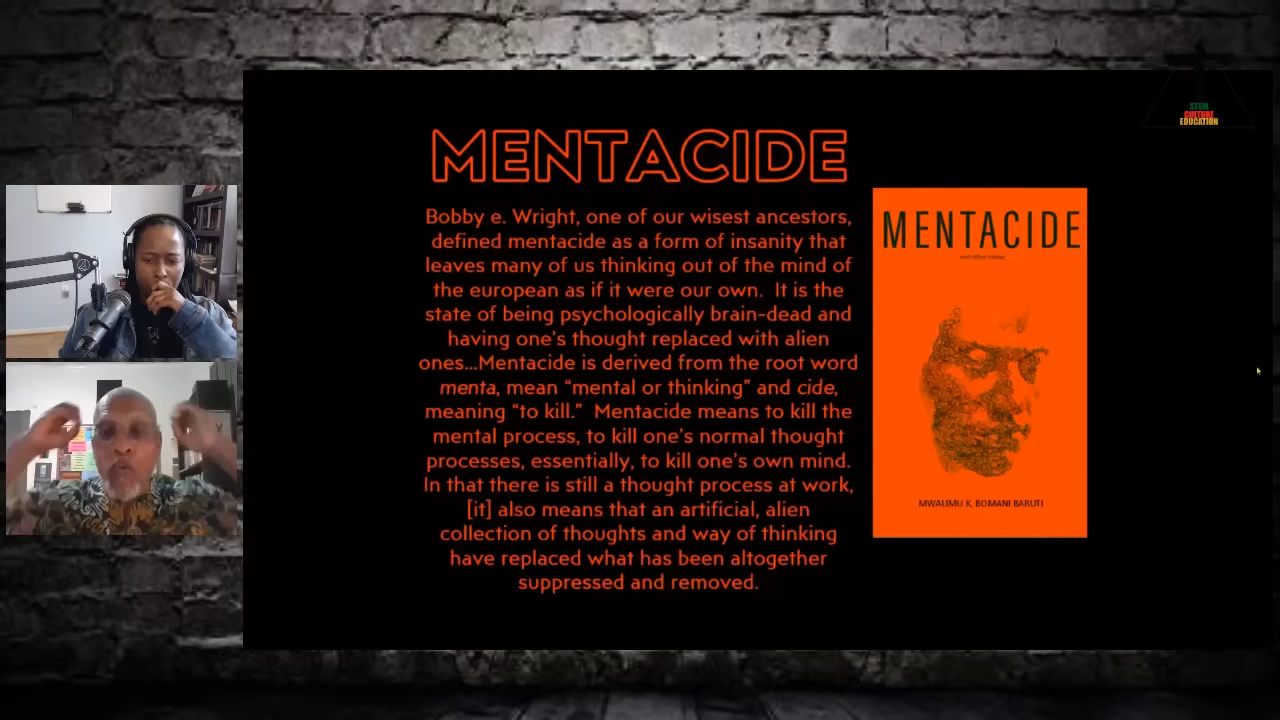 MENTACIDE
Bobby e. Wright, one of our wisest ancestors,
defined mentacide as a form of insanity that
leaves many of us thinking out of the mind of
the european as if it were our own. It is the
state of being psychologically brain-dead and
having one's thought replaced with alien
ones...Mentacide is derived from the root word
menta, mean “mental or thinking” and cide,
meaning “to kill.” Mentacide means to kill the
mental process, to kill one's normal thought
processes, essentially, to kill one's own mind.
In that there is still a thought process at work,
[it] also means that an artificial, alien
collection of thoughts and way of thinking
have replaced what has been altogether
suppressed and removed.
MENTACIDE
and other essays
MWALIMU K. BOMANI BARUTI
STEM
CULTURE
EDUCATION